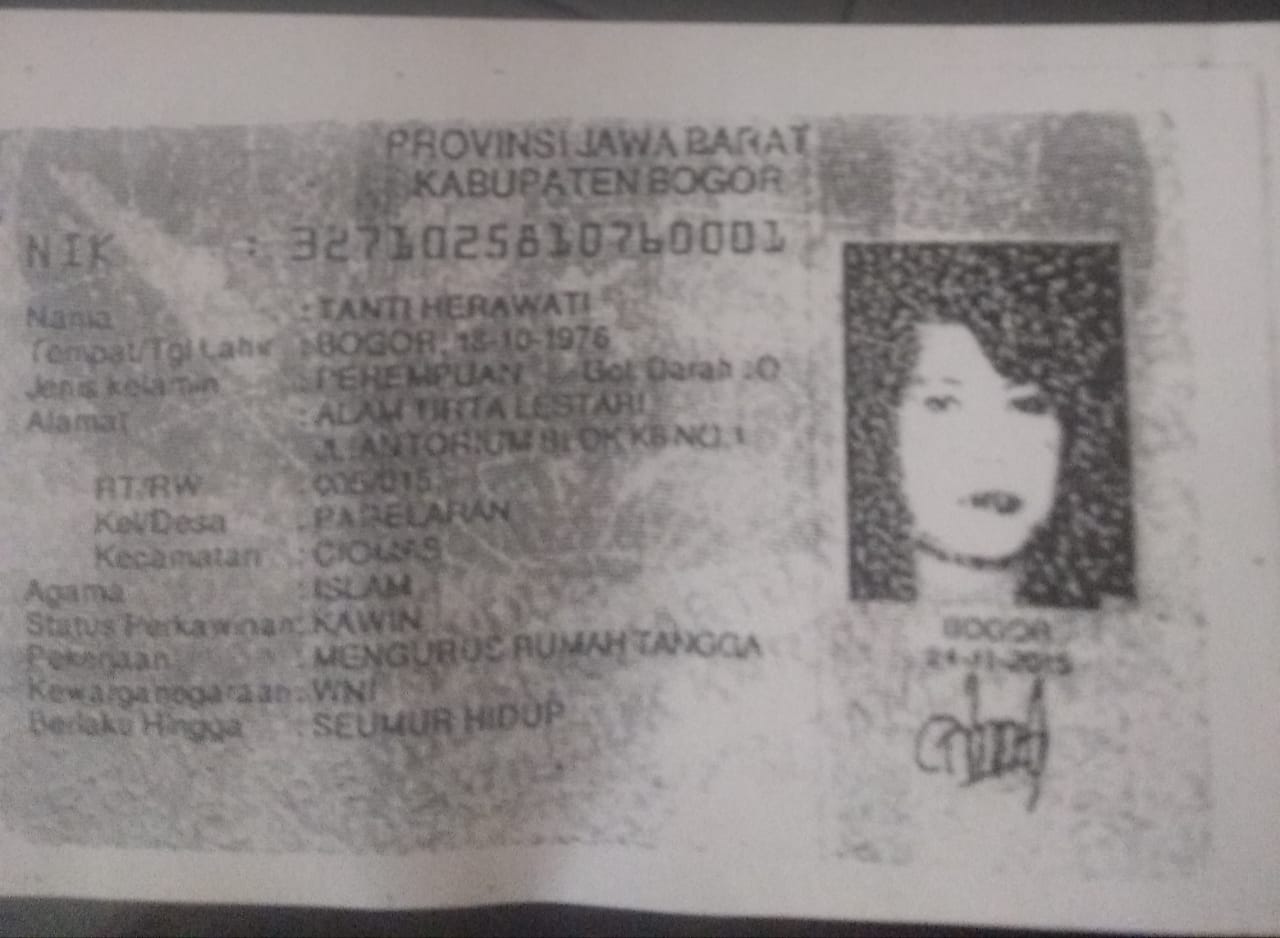 PROVINSI JAWA BARAT
KABUPATEN BOGOR
NIK : 3271025810760001
Nama : TANTI HERAWATI
Tempat/Tgl Lahir : BOGOR, 18-10-1976
Jenis kelamin : PEREMPUAN Gol. Darah : O
Alamat : ALAM TIRTA LESTARI
JL. ANTORIUM BLOK K8 NO. 1
RT/RW : 005/015
Kel/Desa : PAGELARAN
Kecamatan : CIOMAS
Agama : ISLAM
Status Perkawinan : KAWIN
Pekerjaan : MENGURUS RUMAH TANGGA
Kewarganegaraan : WNI
Berlaku Hingga : SEUMUR HIDUP
BOGOR
24-11-2015